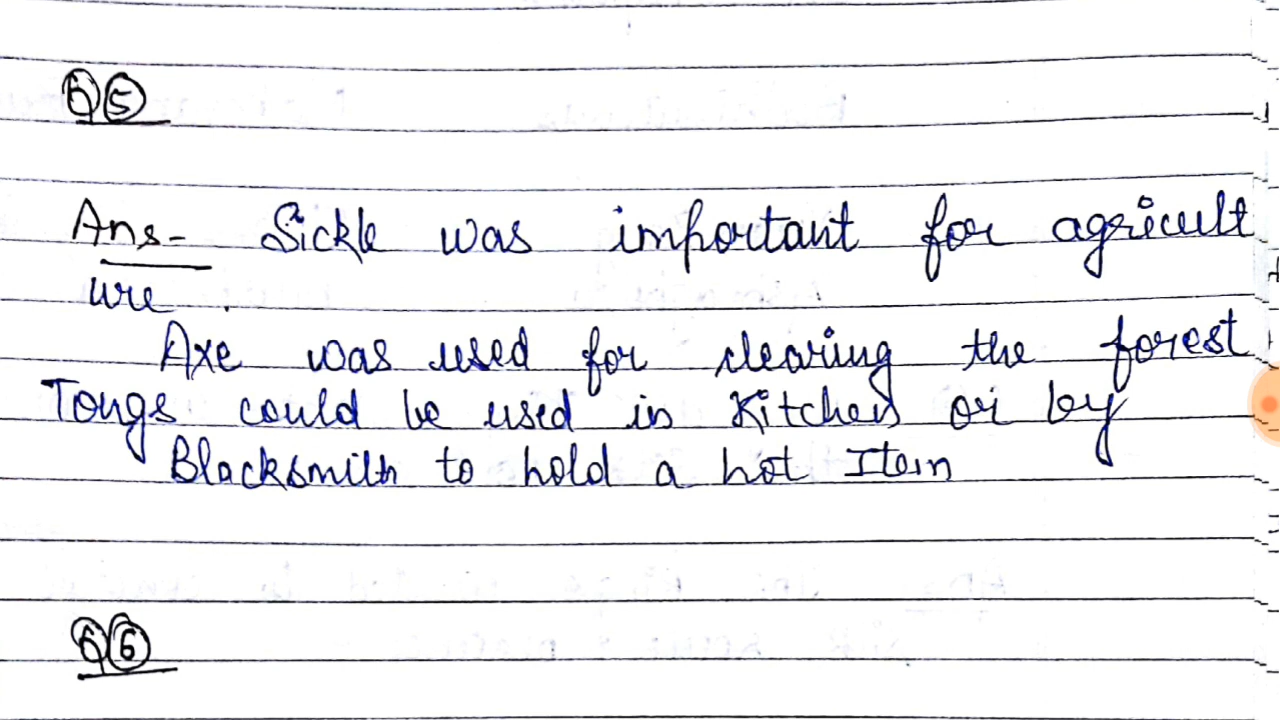 Q5
Ans- Sickle was important for agricult
ure.
Axe was used for clearing the forest
Tongs could be used in Kitchen or by
Blacksmith to hold a hot Item
Q6